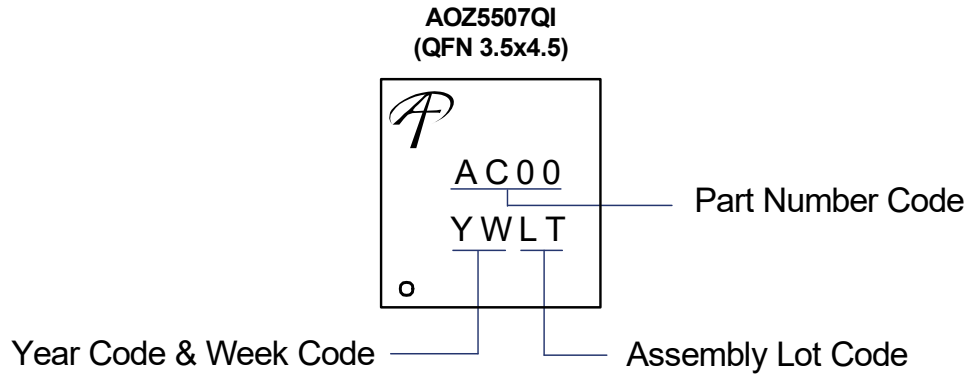 AOZ5507QI
(QFN 3.5x4.5)
AC00
Part Number Code
YWLT
Year Code & Week Code
Assembly Lot Code